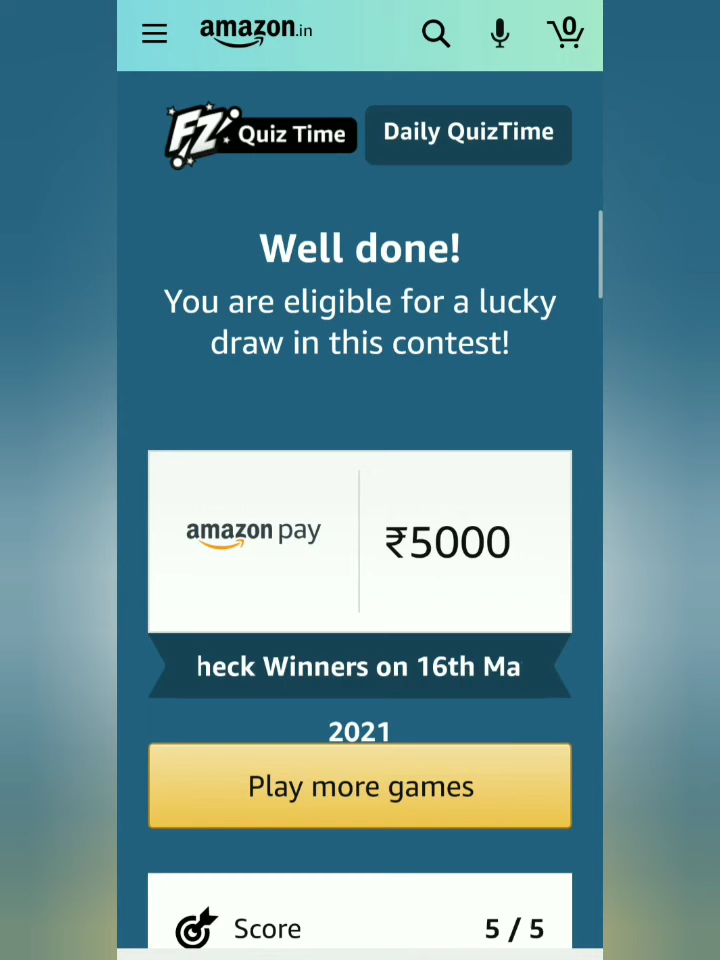 amazon.in
0
FZ Quiz Time
Daily QuizTime
Well done!
You are eligible for a lucky
draw in this contest!
amazon pay
₹5000
heck Winners on 16th Ma
2021
Play more games
Score
5 / 5